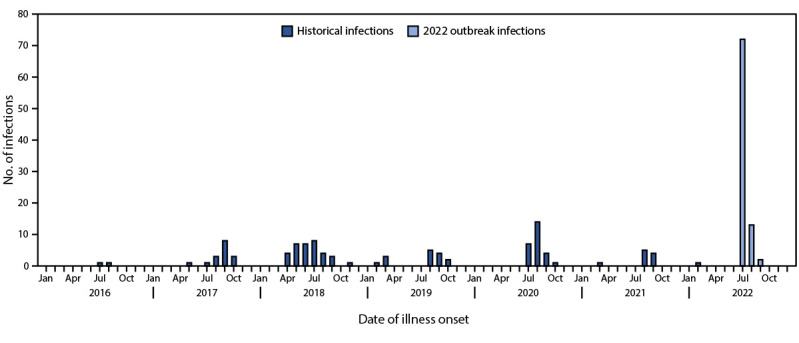 80
70
60
50
40
30
20
10
0
No. of infections
Historical infections 2022 outbreak infections
Jan Apr Jul Oct Jan Apr Jul Oct Jan Apr Jul Oct Jan Apr Jul Oct Jan Apr Jul Oct Jan Apr Jul Oct Jan Apr Jul Oct
2016 2017 2018 2019 2020 2021 2022
Date of illness onset